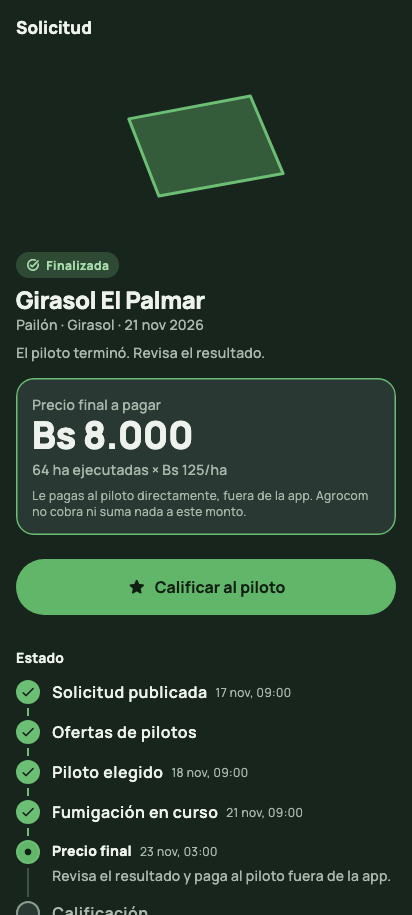 Solicitud
Finalizada
Girasol El Palmar
Pailón · Girasol · 21 nov 2026
El piloto terminó. Revisa el resultado.
Precio final a pagar
Bs 8.000
64 ha ejecutadas × Bs 125/ha
Le pagas al piloto directamente, fuera de la app. Agrocom
no cobra ni suma nada a este monto.
Calificar al piloto
Estado
Solicitud publicada 17 nov, 09:00
Ofertas de pilotos
Piloto elegido 18 nov, 09:00
Fumigación en curso 21 nov, 09:00
Precio final 23 nov, 03:00
Revisa el resultado y paga al piloto fuera de la app.
Calificación